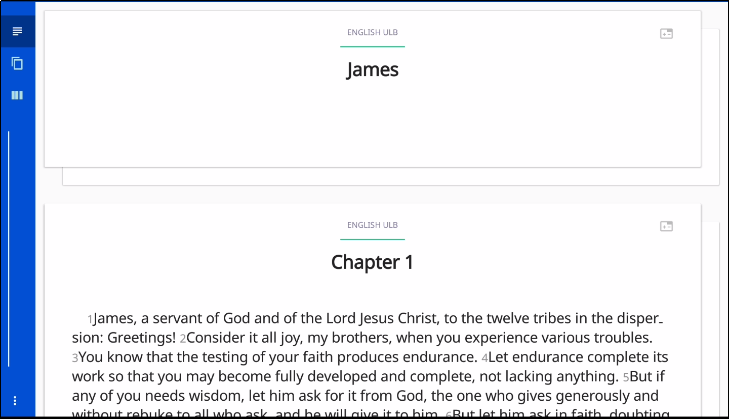 ENGLISH ULB
James
ENGLISH ULB
Chapter 1
1James, a servant of God and of the Lord Jesus Christ, to the twelve tribes in the disper-
sion: Greetings! 2Consider it all joy, my brothers, when you experience various troubles.
3You know that the testing of your faith produces endurance. 4Let endurance complete its
work so that you may become fully developed and complete, not lacking anything. 5But if
any of you needs wisdom, let him ask for it from God, the one who gives generously and
without rebuke to all who ask, and he will give it to him. 6But let him ask in faith, doubting